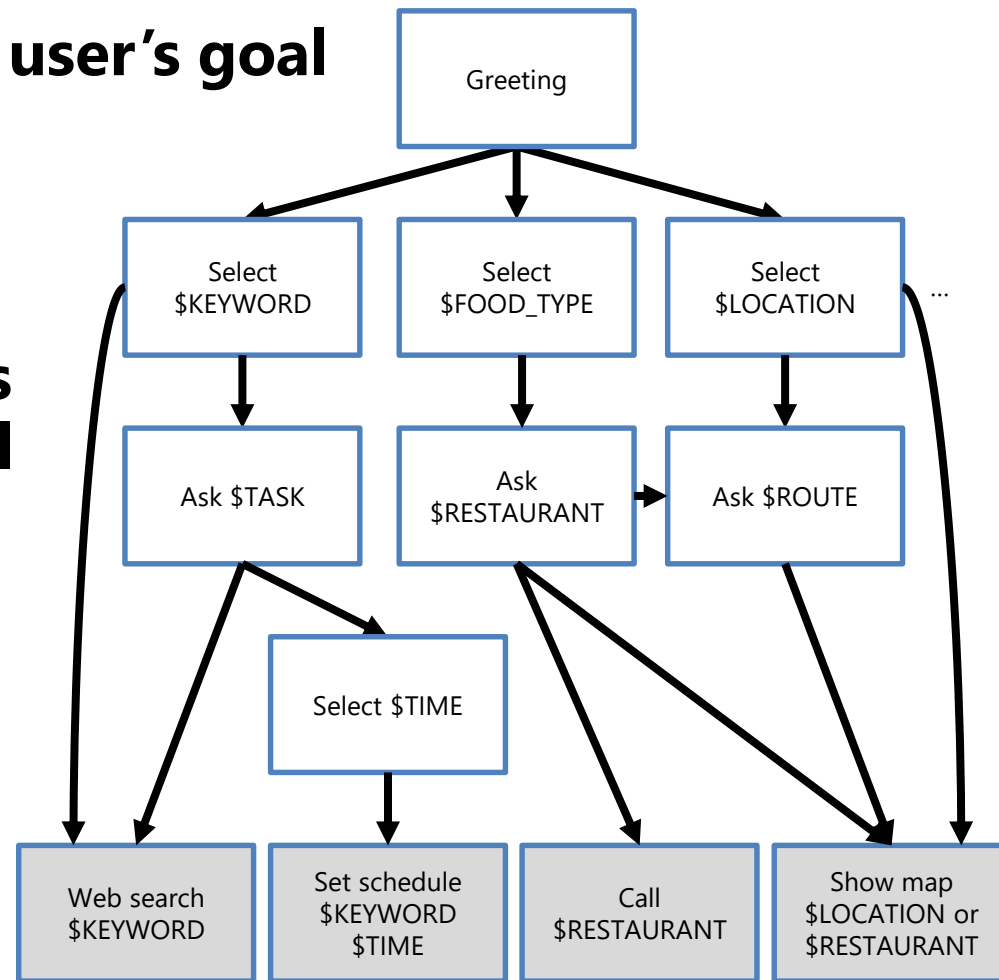 user’s goal
Greeting
Select
$KEYWORD
Select
$FOOD_TYPE
Select
$LOCATION
...
s
Ask $TASK
Ask
$RESTAURANT
Ask $ROUTE
Select $TIME
Web search
$KEYWORD
Set schedule
$KEYWORD
$TIME
Call
$RESTAURANT
Show map
$LOCATION or
$RESTAURANT